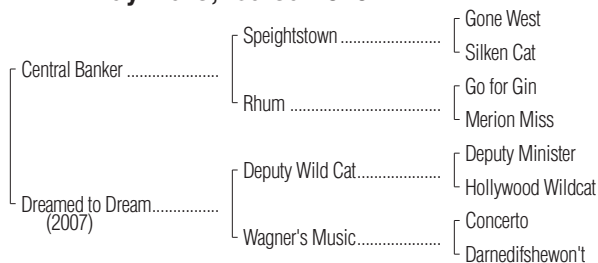 Gone West
Speightstown
Silken Cat
Central Banker
Go for Gin
Rhum
Merion Miss
Deputy Minister
Deputy Wild Cat
Hollywood Wildcat
Dreamed to Dream
(2007)
Concerto
Wagner's Music
Darnedifshewon't